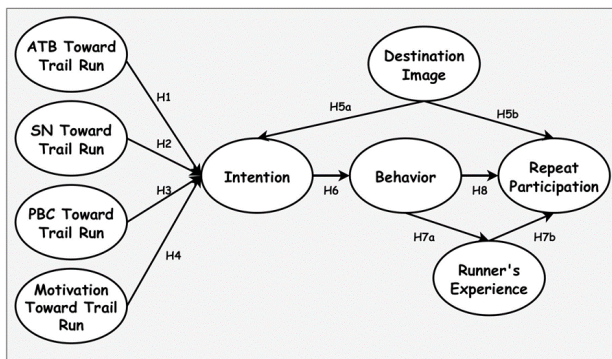 ATB Toward
Trail Run
H1
SN Toward
Trail Run
H2
PBC Toward
Trail Run
H3
Motivation
Toward Trail
Run
H4
Destination
Image
H5a
H5b
Intention
H6
Behavior
H8
Repeat
Participation
H7a
H7b
Runner's
Experience